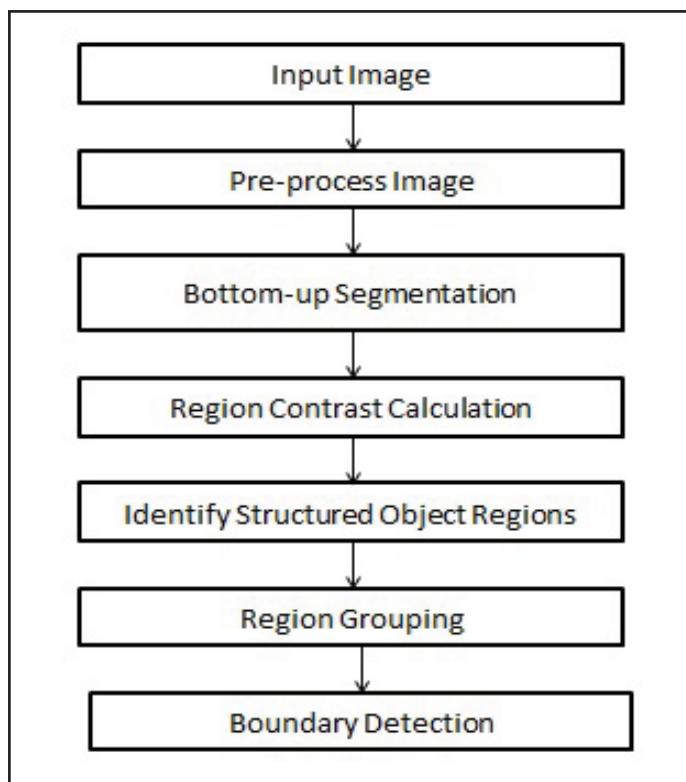 Input Image
Pre-process Image
Bottom-up Segmentation
Region Contrast Calculation
Identify Structured Object Regions
Region Grouping
Boundary Detection